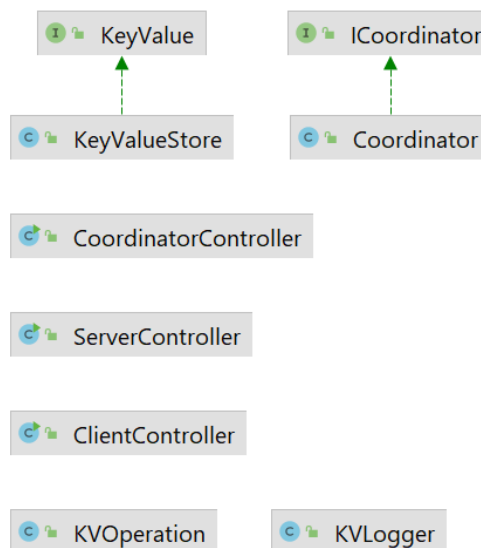 KeyValue
ICoordinator
KeyValueStore
Coordinator
CoordinatorController
ServerController
ClientController
KVOperation
KVLogger